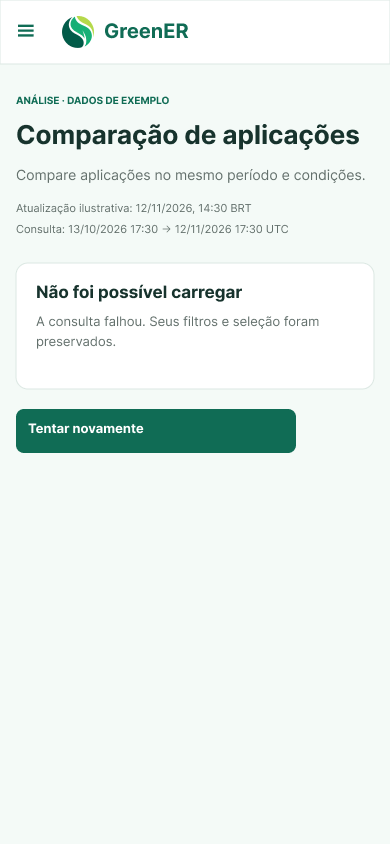 GreenER
ANÁLISE · DADOS DE EXEMPLO
Comparação de aplicações
Compare aplicações no mesmo período e condições.
Atualização ilustrativa: 12/11/2026, 14:30 BRT
Consulta: 13/10/2026 17:30 → 12/11/2026 17:30 UTC
Não foi possível carregar
A consulta falhou. Seus filtros e seleção foram
preservados.
Tentar novamente